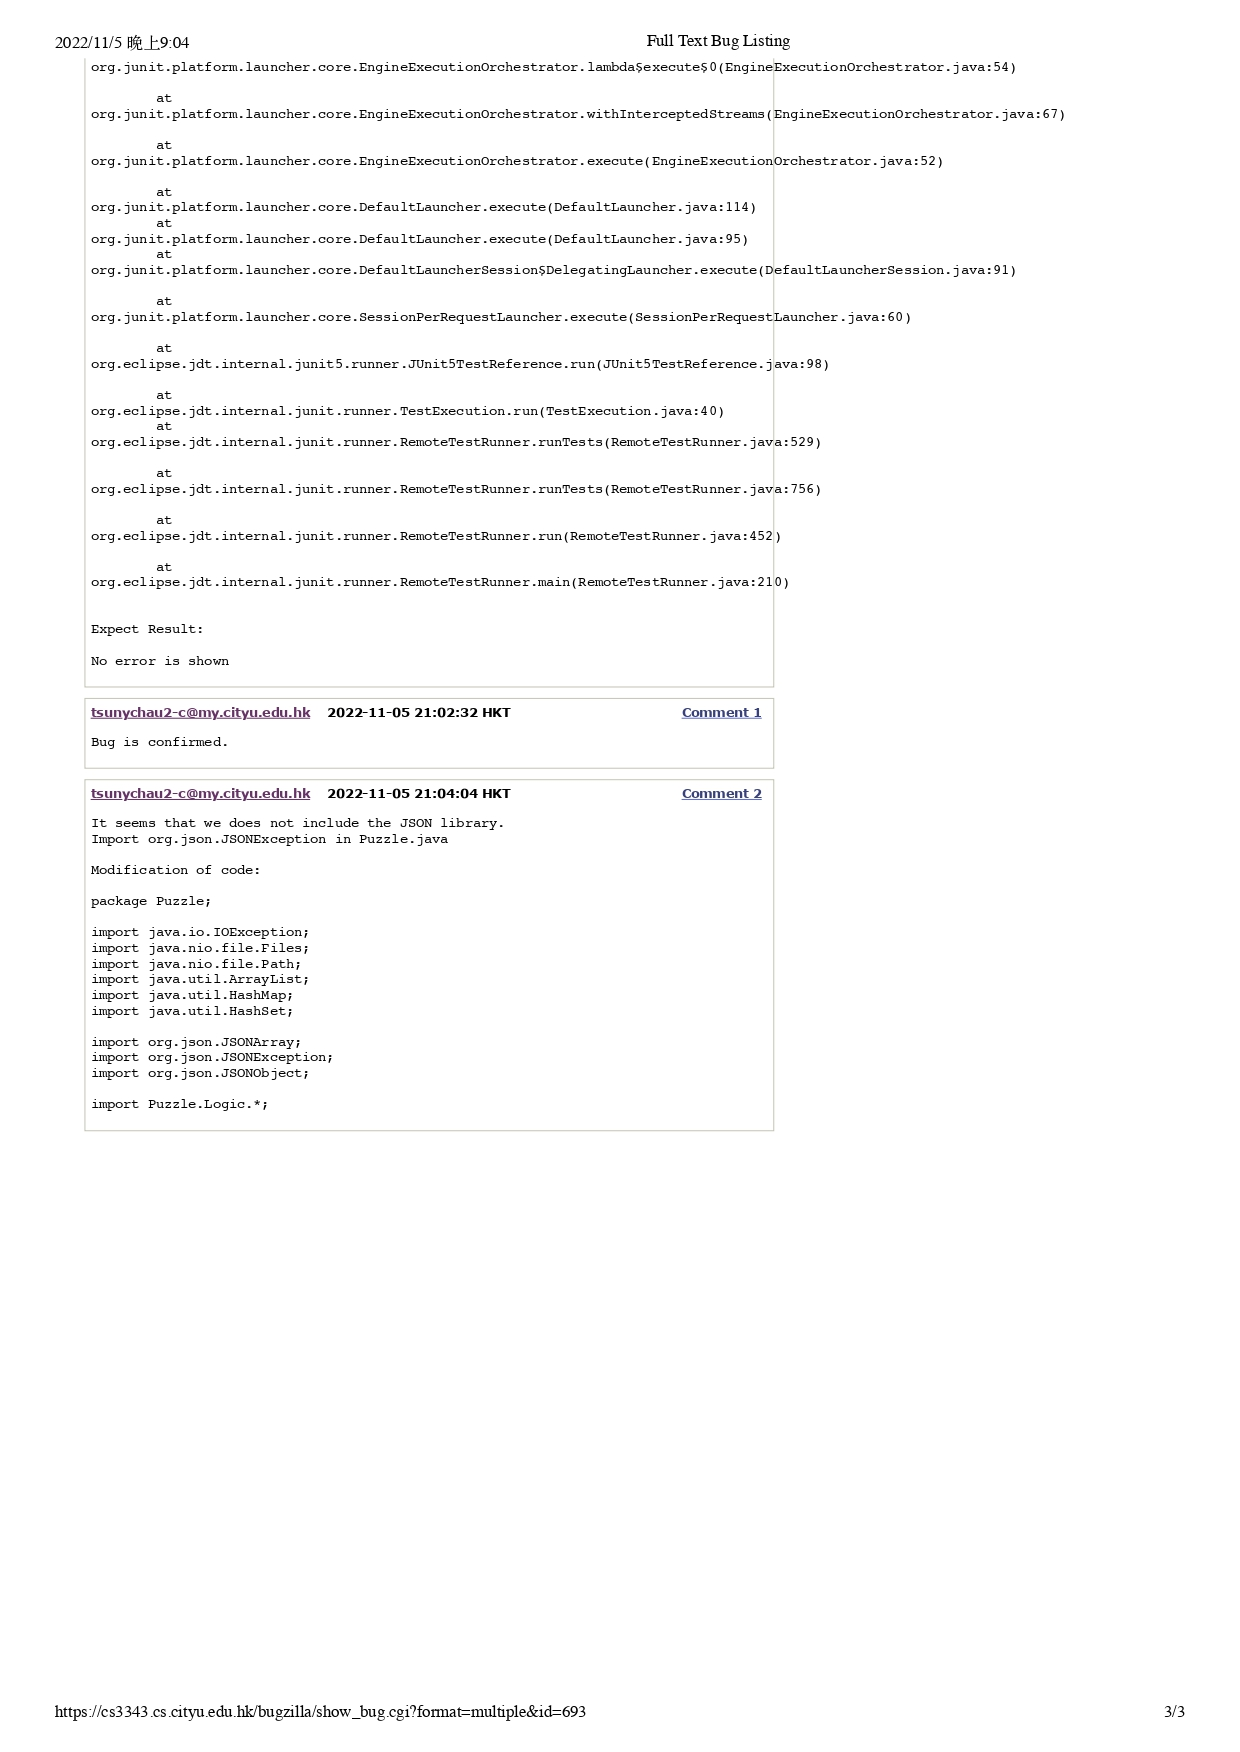 2022/11/5 晚上9:04 Full Text Bug Listing
org.junit.platform.launcher.core.EngineExecutionOrchestrator.lambda$execute$0(EngineExecutionOrchestrator.java:54)
at
org.junit.platform.launcher.core.EngineExecutionOrchestrator.withInterceptedStreams(EngineExecutionOrchestrator.java:67)
at
org.junit.platform.launcher.core.EngineExecutionOrchestrator.execute(EngineExecutionOrchestrator.java:52)
at
org.junit.platform.launcher.core.DefaultLauncher.execute(DefaultLauncher.java:114)
at
org.junit.platform.launcher.core.DefaultLauncher.execute(DefaultLauncher.java:95)
at
org.junit.platform.launcher.core.DefaultLauncherSession$DelegatingLauncher.execute(DefaultLauncherSession.java:91)
at
org.junit.platform.launcher.core.SessionPerRequestLauncher.execute(SessionPerRequestLauncher.java:60)
at
org.eclipse.jdt.internal.junit5.runner.JUnit5TestReference.run(JUnit5TestReference.java:98)
at
org.eclipse.jdt.internal.junit.runner.TestExecution.run(TestExecution.java:40)
at
org.eclipse.jdt.internal.junit.runner.RemoteTestRunner.runTests(RemoteTestRunner.java:529)
at
org.eclipse.jdt.internal.junit.runner.RemoteTestRunner.runTests(RemoteTestRunner.java:756)
at
org.eclipse.jdt.internal.junit.runner.RemoteTestRunner.run(RemoteTestRunner.java:452)
at
org.eclipse.jdt.internal.junit.runner.RemoteTestRunner.main(RemoteTestRunner.java:210)
Expect Result:
No error is shown
tsunychau2-c@my.cityu.edu.hk 2022-11-05 21:02:32 HKT Comment 1
Bug is confirmed.
tsunychau2-c@my.cityu.edu.hk 2022-11-05 21:04:04 HKT Comment 2
It seems that we does not include the JSON library.
Import org.json.JSONException in Puzzle.java
Modification of code:
package Puzzle;
import java.io.IOException;
import java.nio.file.Files;
import java.nio.file.Path;
import java.util.ArrayList;
import java.util.HashMap;
import java.util.HashSet;
import org.json.JSONArray;
import org.json.JSONException;
import org.json.JSONObject;
import Puzzle.Logic.*;
https://cs3343.cs.cityu.edu.hk/bugzilla/show_bug.cgi?format=multiple&id=693 3/3